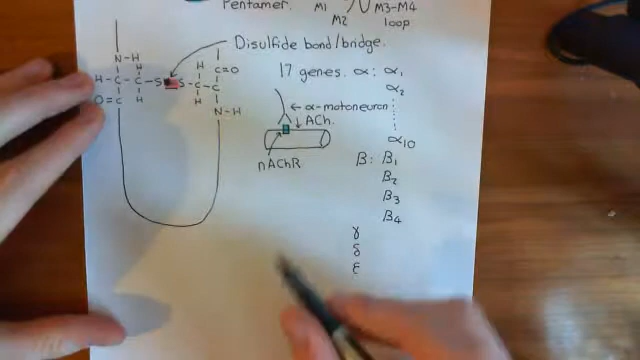 Pentamer. M1 M3-M4
M2 loop
Disulfide bond/bridge.
N-H
H
H-C-C-S S-C-C
O=C H
H C=O
H N-H
17 genes. α: α1
α2
α10
← α-motoneuron
ACh.
nAChR
β: β1
β2
β3
β4
γ
δ
ε